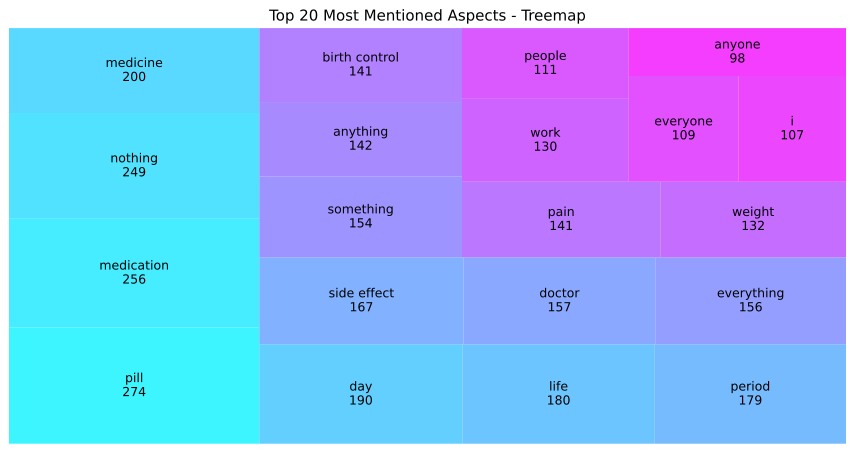 Top 20 Most Mentioned Aspects - Treemap
medicine
200
nothing
249
medication
256
pill
274
birth control
141
anything
142
something
154
side effect
167
day
190
people
111
work
130
anyone
98
everyone
109
i
107
pain
141
weight
132
doctor
157
everything
156
life
180
period
179